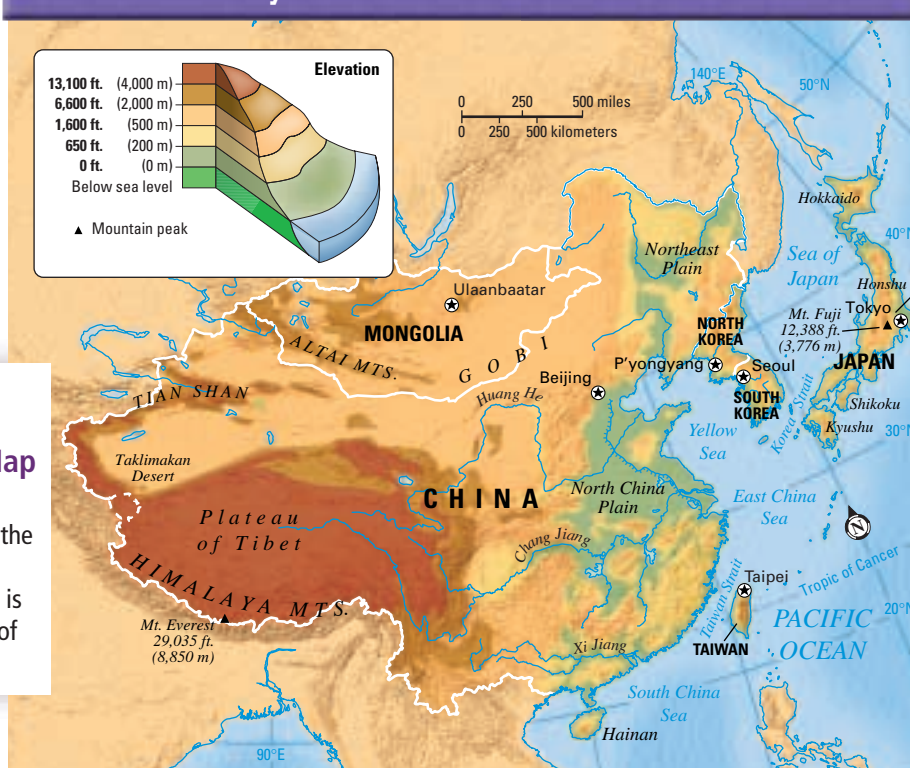 Elevation
13,100 ft. (4,000 m)
6,600 ft. (2,000 m)
1,600 ft. (500 m)
650 ft. (200 m)
0 ft. (0 m)
Below sea level
▲ Mountain peak
0 250 500 miles
0 250 500 kilometers
140°E
50°N
Hokkaido
40°N
Sea of
Japan
Honshu
Northeast
Plain
Ulaanbaatar
MONGOLIA
ALTAI MTS.
GOBI
Tokyo
Mt. Fuji
12,388 ft.
(3,776 m)
JAPAN
NORTH
KOREA
P'yongyang
Seoul
SOUTH
KOREA
Korea Strait
Shikoku
Kyushu
30°N
Beijing
Huang He
TIAN SHAN
Yellow
Sea
Taklimakan
Desert
CHINA
North China
Plain
East China
Sea
N
Plateau
of Tibet
Chang Jiang
HIMALAYA MTS.
Mt. Everest
29,035 ft.
(8,850 m)
Taipei
Tropic of Cancer
Taiwan Strait
20°N
PACIFIC
OCEAN
TAIWAN
Xi Jiang
South China
Sea
Hainan
90°E
the
is
of